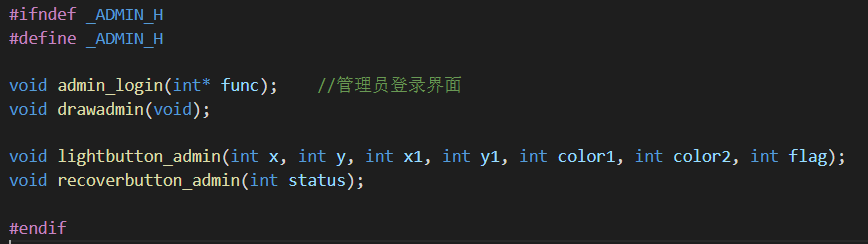 #ifndef _ADMIN_H
#define _ADMIN_H
void admin_login(int* func);    //管理员登录界面
void drawadmin(void);
void lightbutton_admin(int x, int y, int x1, int y1, int color1, int color2, int flag);
void recoverbutton_admin(int status);
#endif